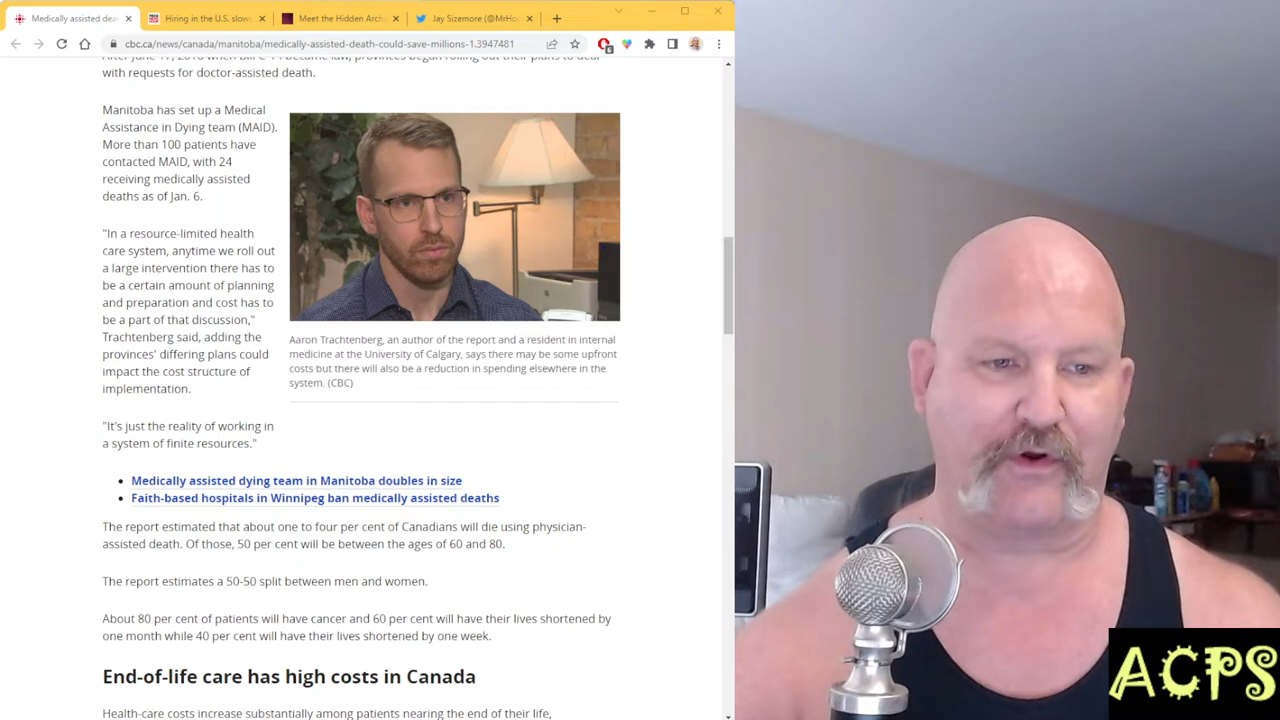 Medically assisted dea
Hiring in the U.S. slow
Meet the Hidden Arch
Jay Sizemore (@MrHo
cbc.ca/news/canada/manitoba/medically-assisted-death-could-save-millions-1.3947481
6
with requests for doctor-assisted death.
Manitoba has set up a Medical
Assistance in Dying team (MAID).
More than 100 patients have
contacted MAID, with 24
receiving medically assisted
deaths as of Jan. 6.
"In a resource-limited health
care system, anytime we roll out
a large intervention there has to
be a certain amount of planning
and preparation and cost has to
be a part of that discussion,"
Trachtenberg said, adding the
provinces' differing plans could
impact the cost structure of
implementation.
"It's just the reality of working in
a system of finite resources."
Aaron Trachtenberg, an author of the report and a resident in internal
medicine at the University of Calgary, says there may be some upfront
costs but there will also be a reduction in spending elsewhere in the
system. (CBC)
Medically assisted dying team in Manitoba doubles in size
Faith-based hospitals in Winnipeg ban medically assisted deaths
The report estimated that about one to four per cent of Canadians will die using physician-
assisted death. Of those, 50 per cent will be between the ages of 60 and 80.
The report estimates a 50-50 split between men and women.
About 80 per cent of patients will have cancer and 60 per cent will have their lives shortened by
one month while 40 per cent will have their lives shortened by one week.
End-of-life care has high costs in Canada
Health-care costs increase substantially among patients nearing the end of their life,
ACPS